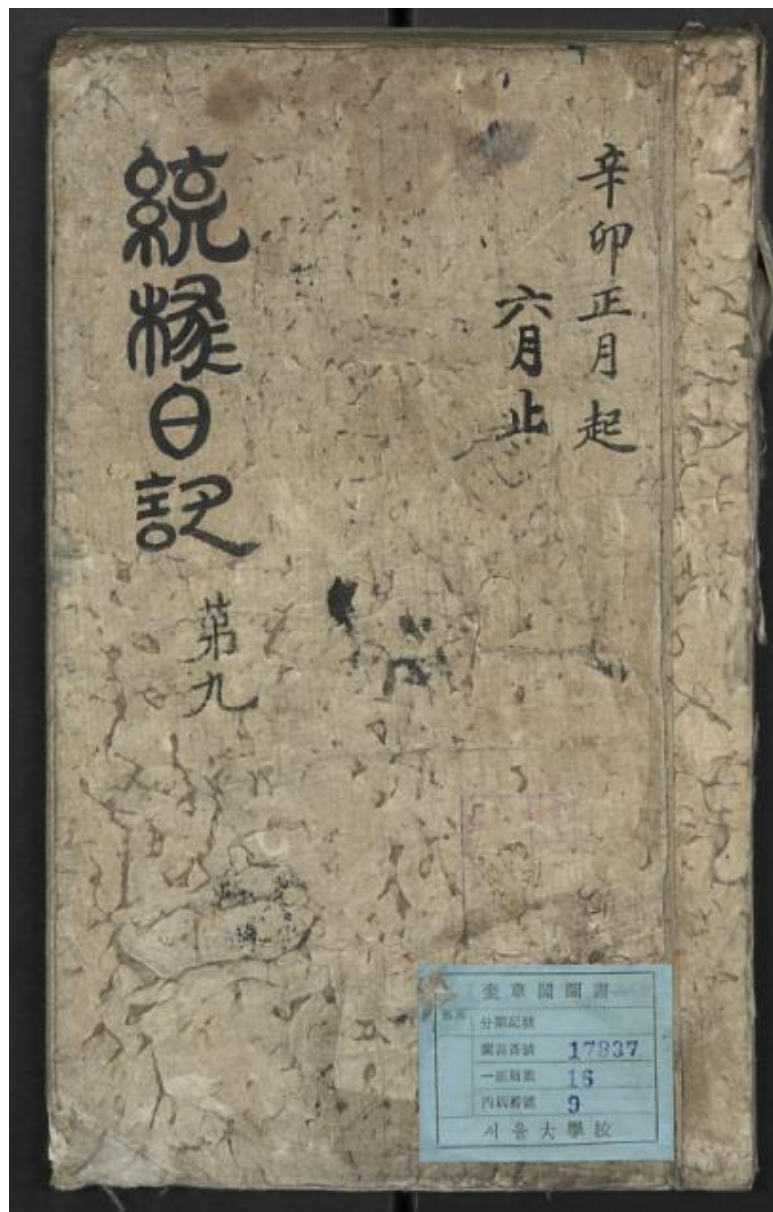 辛卯正月起
六月止
統椽日記
第九
奎章閣圖書
分類記號
圖書番號 17837
一組冊數 16
內第 番號 9
서울大學校